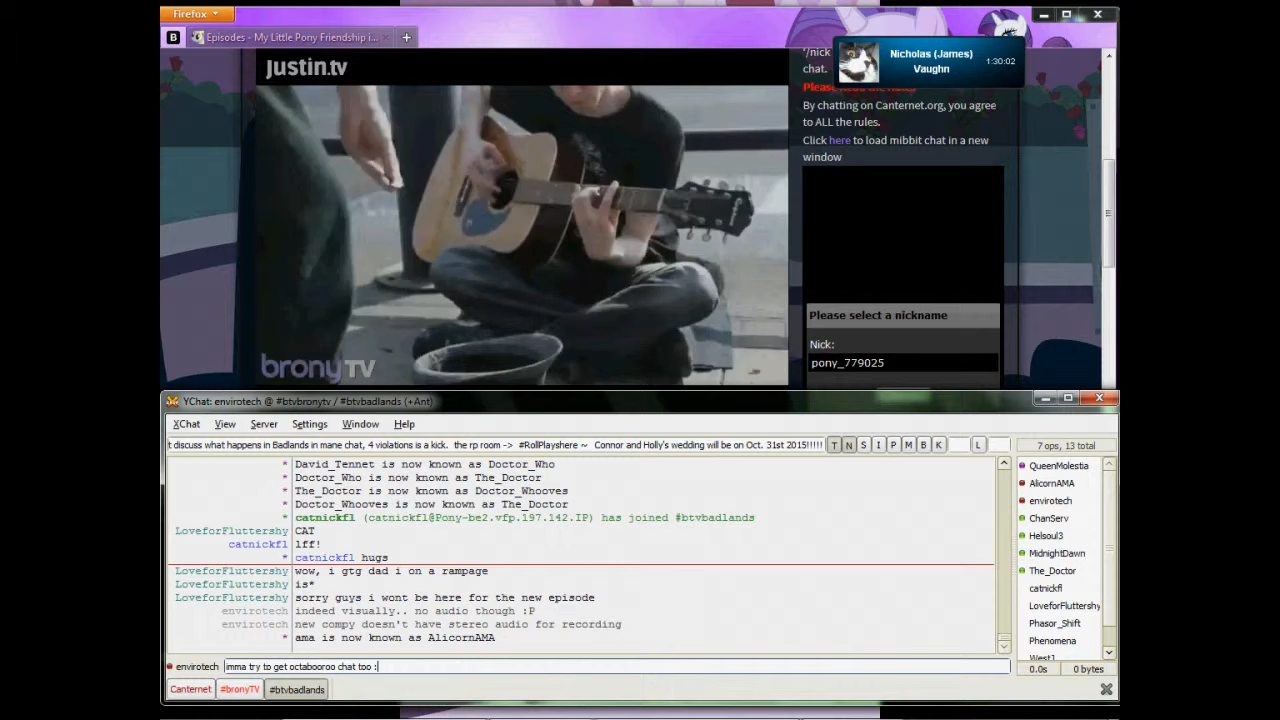 Firefox
B
Episodes - My Little Pony Friendship i...
Justin.tv
bronyTV
'/nick
chat.
Please Read the Rules
By chatting on Canternet.org, you agree
to ALL the rules.
Click here to load mibbit chat in a new
window
Nicholas (James)
Vaughn
1:30:02
Please select a nickname
Nick:
pony_779025
YChat: envirotech @ #btvbronytv / #btvbadlands (+Ant)
XChat View Server Settings Window Help
t discuss what happens in Badlands in mane chat, 4 violations is a kick. the rp room -> #RollPlayshere ~ Connor and Holly's wedding will be on Oct. 31st 2015!!!!!
T N S I P M B K L
7 ops, 13 total
* David_Tennet is now known as Doctor_Who
* Doctor_Who is now known as The_Doctor
* The_Doctor is now known as Doctor_Whooves
* Doctor_Whooves is now known as The_Doctor
* catnickfl (catnickfl@Pony-be2.vfp.197.142.IP) has joined #btvbadlands
LoveforFluttershy CAT
catnickfl lff!
* catnickfl hugs
LoveforFluttershy wow, i gtg dad i on a rampage
LoveforFluttershy is*
LoveforFluttershy sorry guys i wont be here for the new episode
envirotech indeed visually.. no audio though :P
envirotech new compy doesn't have stereo audio for recording
* ama is now known as AlicornAMA
QueenMolestia
AlicornAMA
envirotech
ChanServ
Helsoul3
MidnightDawn
The_Doctor
catnickfl
LoveforFluttershy
Phasor_Shift
Phenomena
West1
envirotech imma try to get octabooroo chat too :
0.0s 0 bytes
Canternet #bronyTV #btvbadlands